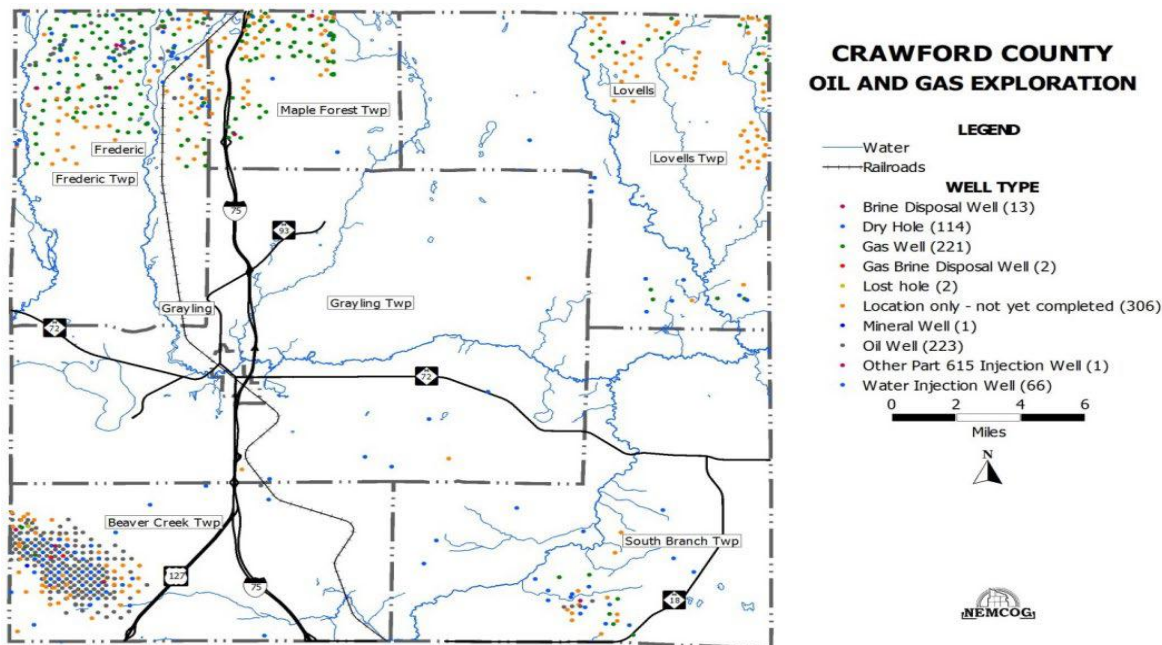 CRAWFORD COUNTY
OIL AND GAS EXPLORATION
LEGEND
Water
Railroads
WELL TYPE
Brine Disposal Well (13)
Dry Hole (114)
Gas Well (221)
Gas Brine Disposal Well (2)
Lost hole (2)
Location only - not yet completed (306)
Mineral Well (1)
Oil Well (223)
Other Part 615 Injection Well (1)
Water Injection Well (66)
0 2 4 6
Miles
N
NEMCOG
Maple Forest Twp
Lovells
Frederic
Lovells Twp
Frederic Twp
75
93
Grayling
Grayling Twp
72
72
Beaver Creek Twp
South Branch Twp
127
75
18